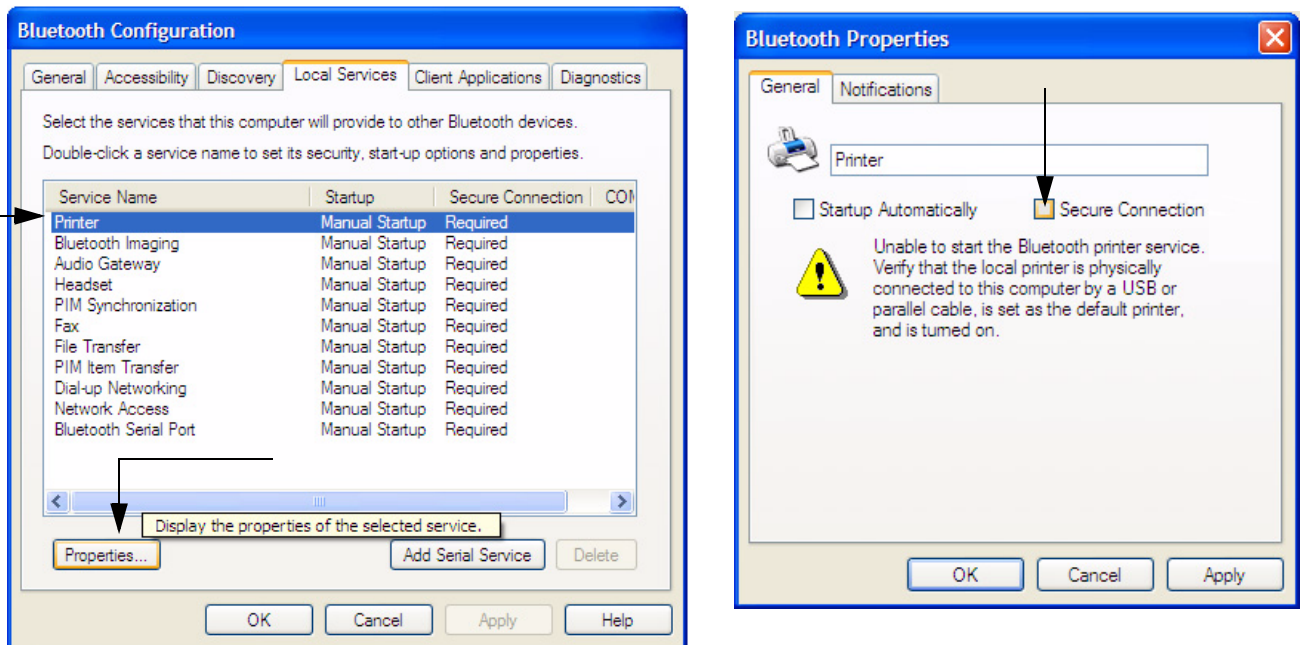 Bluetooth Configuration
General Accessibility Discovery Local Services Client Applications Diagnostics
Select the services that this computer will provide to other Bluetooth devices.
Double-click a service name to set its security, start-up options and properties.
Service Name Startup Secure Connection COM
Printer Manual Startup Required
Bluetooth Imaging Manual Startup Required
Audio Gateway Manual Startup Required
Headset Manual Startup Required
PIM Synchronization Manual Startup Required
Fax Manual Startup Required
File Transfer Manual Startup Required
PIM Item Transfer Manual Startup Required
Dial-up Networking Manual Startup Required
Network Access Manual Startup Required
Bluetooth Serial Port Manual Startup Required
Display the properties of the selected service.
Properties... Add Serial Service Delete
OK Cancel Apply Help
Bluetooth Properties
General Notifications
Printer
Startup Automatically Secure Connection
Unable to start the Bluetooth printer service.
Verify that the local printer is physically
connected to this computer by a USB or
parallel cable, is set as the default printer,
and is turned on.
OK Cancel Apply